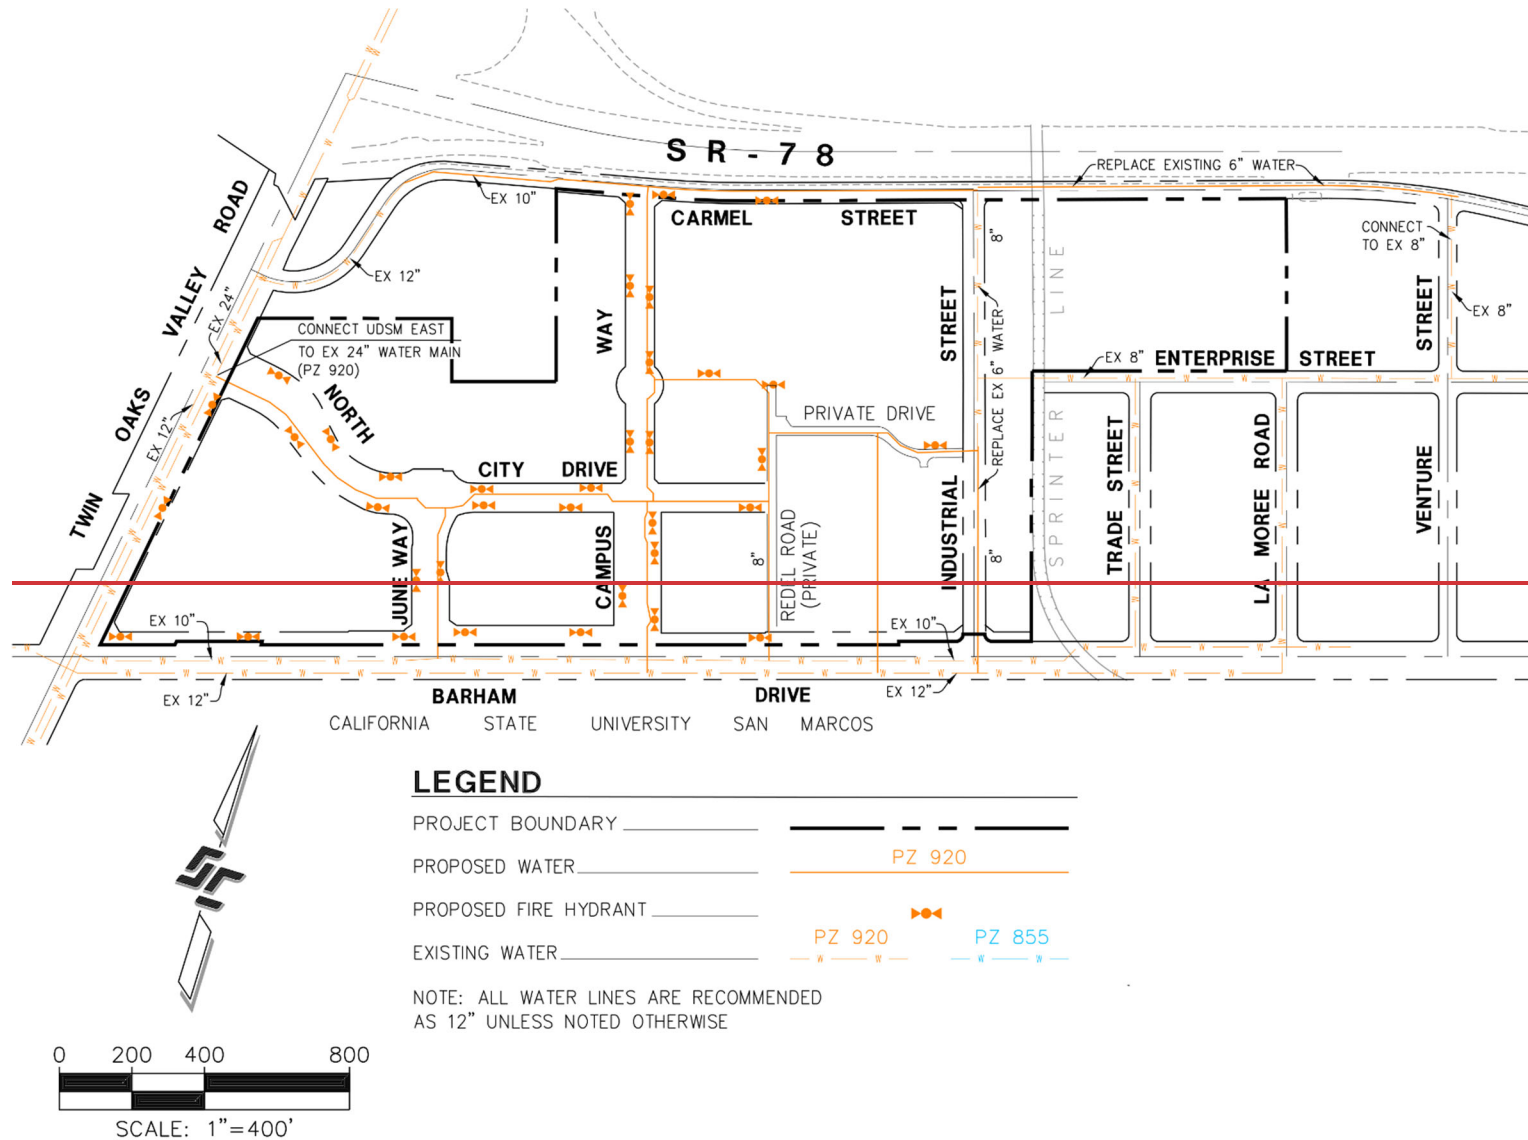 SR-78
REPLACE EXISTING 6" WATER
EX 10"
CARMEL STREET
CONNECT
TO EX 8"
8"
EX 12"
TWIN OAKS VALLEY ROAD
EX 24"
CONNECT UDSM EAST
TO EX 24" WATER MAIN
(PZ 920)
WAY
STREET
REPLACE EX 6" WATER
LINE
STREET
EX 8"
EX 8"
ENTERPRISE STREET
NORTH
PRIVATE DRIVE
EX 12"
CITY DRIVE
INDUSTRIAL
SPRINTER
TRADE STREET
LA MOREE ROAD
VENTURE
JUNE WAY
CAMPUS
8"
REDEL ROAD
(PRIVATE)
8"
EX 10"
EX 10"
EX 12"
EX 12"
BARHAM DRIVE
CALIFORNIA STATE UNIVERSITY SAN MARCOS
LEGEND
PROJECT BOUNDARY
PROPOSED WATER PZ 920
PROPOSED FIRE HYDRANT
EXISTING WATER PZ 920 PZ 855
W W W W
NOTE: ALL WATER LINES ARE RECOMMENDED
AS 12" UNLESS NOTED OTHERWISE
0 200 400 800
SCALE: 1"=400'